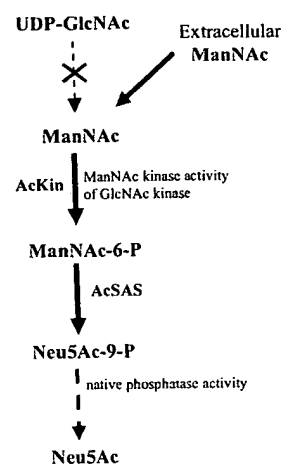 UDP-GlcNAc
Extracellular
ManNAc
ManNAc
AcKin
ManNAc kinase activity
of GlcNAc kinase
ManNAc-6-P
AcSAS
Neu5Ac-9-P
native phosphatase activity
Neu5Ac